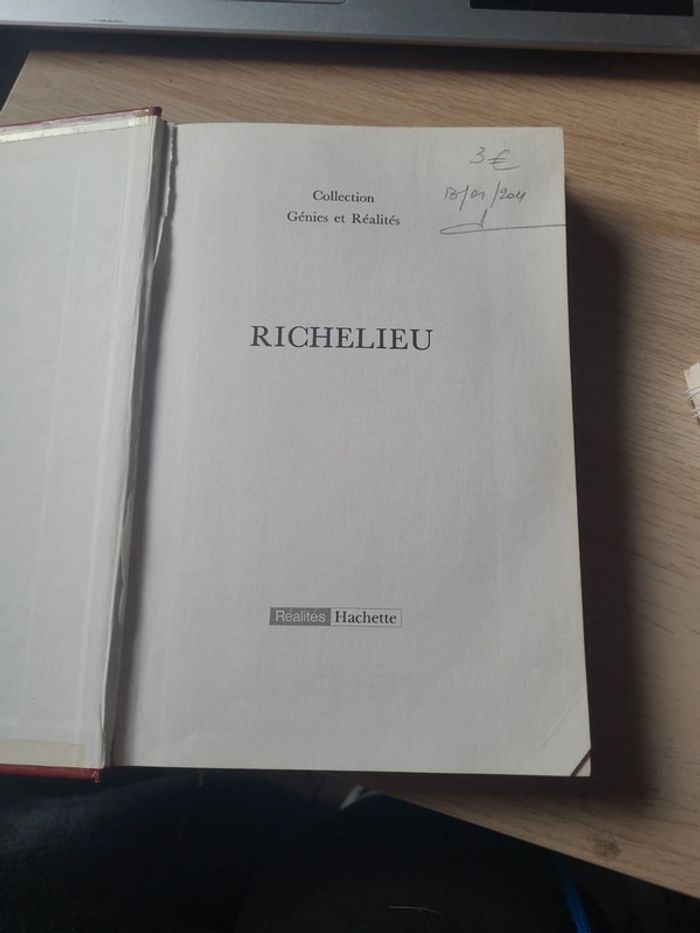 3€
Collection
Génies et Réalités
RICHELIEU
Réalités Hachette